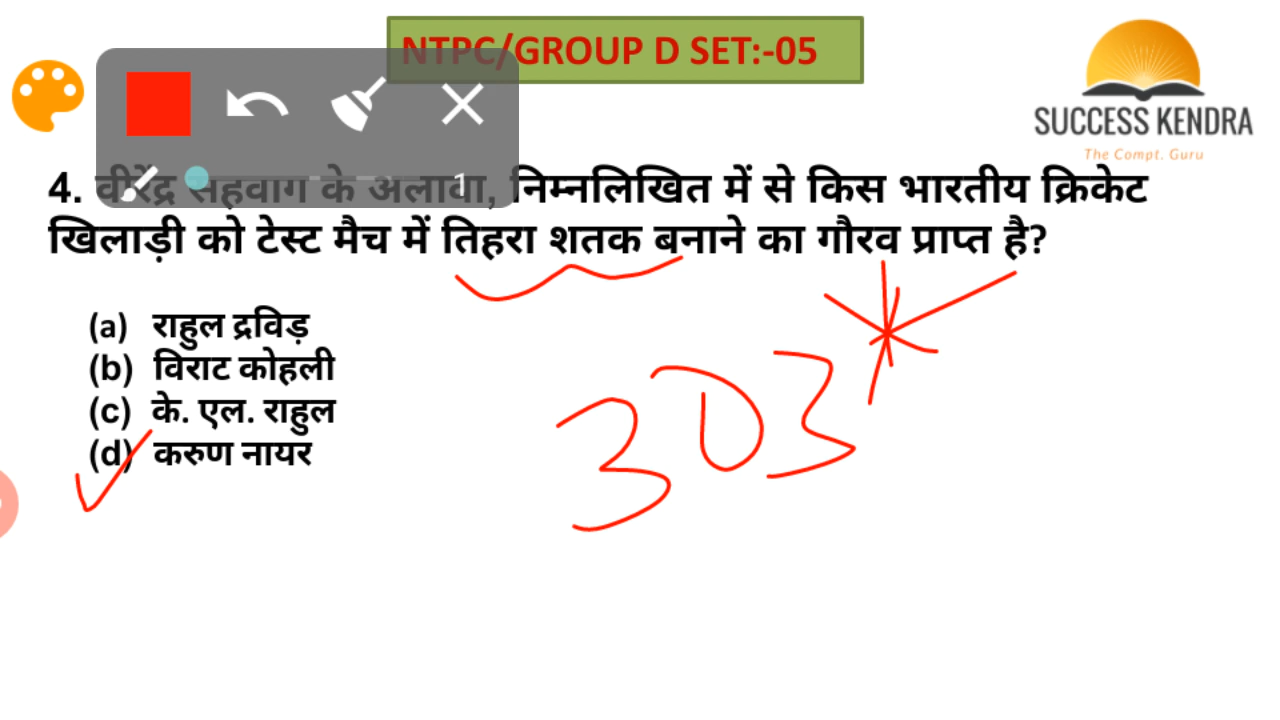 NTPC/GROUP D SET:-05
SUCCESS KENDRA
The Compt. Guru
1
4. वीरेंद्र सहवाग के अलावा, निम्नलिखित में से किस भारतीय क्रिकेट
खिलाड़ी को टेस्ट मैच में तिहरा शतक बनाने का गौरव प्राप्त है?
(a) राहुल द्रविड़
(b) विराट कोहली
(c) के. एल. राहुल
(d) करुण नायर
303*